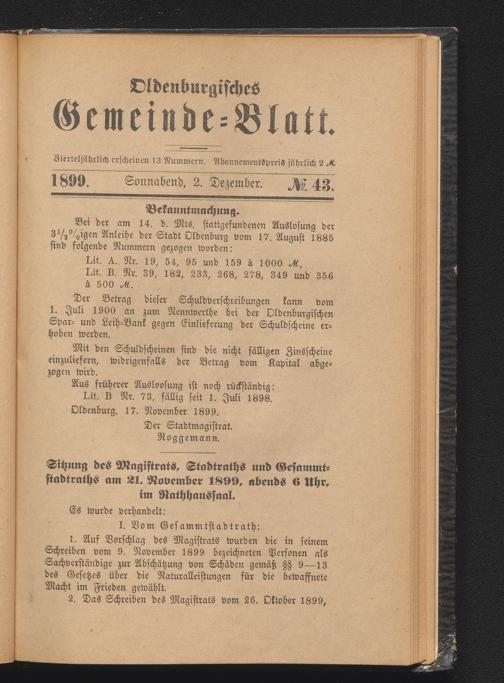 Oldenburgisches
Gemeinde=Blatt.
Vierteljährlich erscheinen 13 Nummern. Abonnementspreis jährlich 2 ℳ
1899. Sonnabend, 2. Dezember. № 43.
Bekanntmachung.
Bei der am 14. d. Mts. stattgefundenen Ausloosung der
3½%igen Anleihe der Stadt Oldenburg vom 17. August 1885
sind folgende Nummern gezogen worden:
Lit. A. Nr. 19, 54, 95 und 159 à 1000 ℳ,
Lit. B. Nr. 39, 182, 233, 268, 278, 349 und 356
à 500 ℳ.
Der Betrag dieser Schuldverschreibungen kann vom
1. Juli 1900 an zum Nennwerthe bei der Oldenburgischen
Spar= und Leih=Bank gegen Einlieferung der Schuldscheine er=
hoben werden.
Mit den Schuldscheinen sind die nicht fälligen Zinsscheine
einzuliefern, widrigenfalls der Betrag vom Kapital abge=
zogen wird.
Aus früherer Ausloosung ist noch rückständig:
Lit. B Nr. 73, fällig seit 1. Juli 1898.
Oldenburg, 17. November 1899.
Der Stadtmagistrat.
Roggemann.
Sitzung des Magistrats, Stadtraths und Gesammt=
stadtraths am 21. November 1899, abends 6 Uhr,
im Rathhaussaal.
Es wurde verhandelt:
I. Vom Gesammtstadtrath:
1. Auf Vorschlag des Magistrats wurden die in seinem
Schreiben vom 9. November 1899 bezeichneten Personen als
Sachverständige zur Abschätzung von Schäden gemäß §§ 9—13
des Gesetzes über die Naturalleistungen für die bewaffnete
Macht im Frieden gewählt.
2. Das Schreiben des Magistrats vom 26. Oktober 1899,